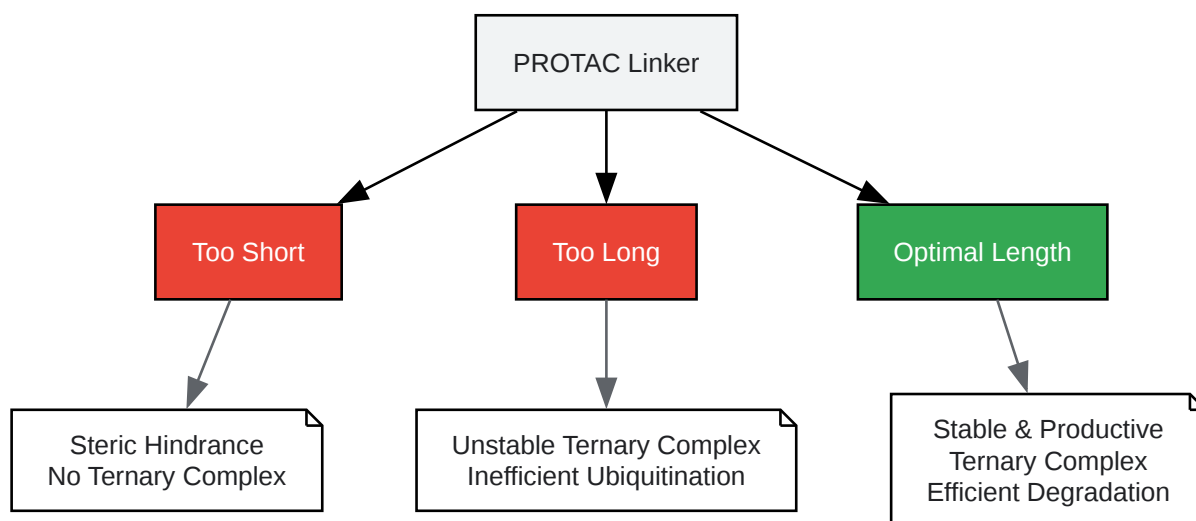 PROTAC Linker
Too Short
Too Long
Optimal Length
Steric Hindrance
No Ternary Complex
Unstable Ternary Complex
Inefficient Ubiquitination
Stable & Productive
Ternary Complex
Efficient Degradation